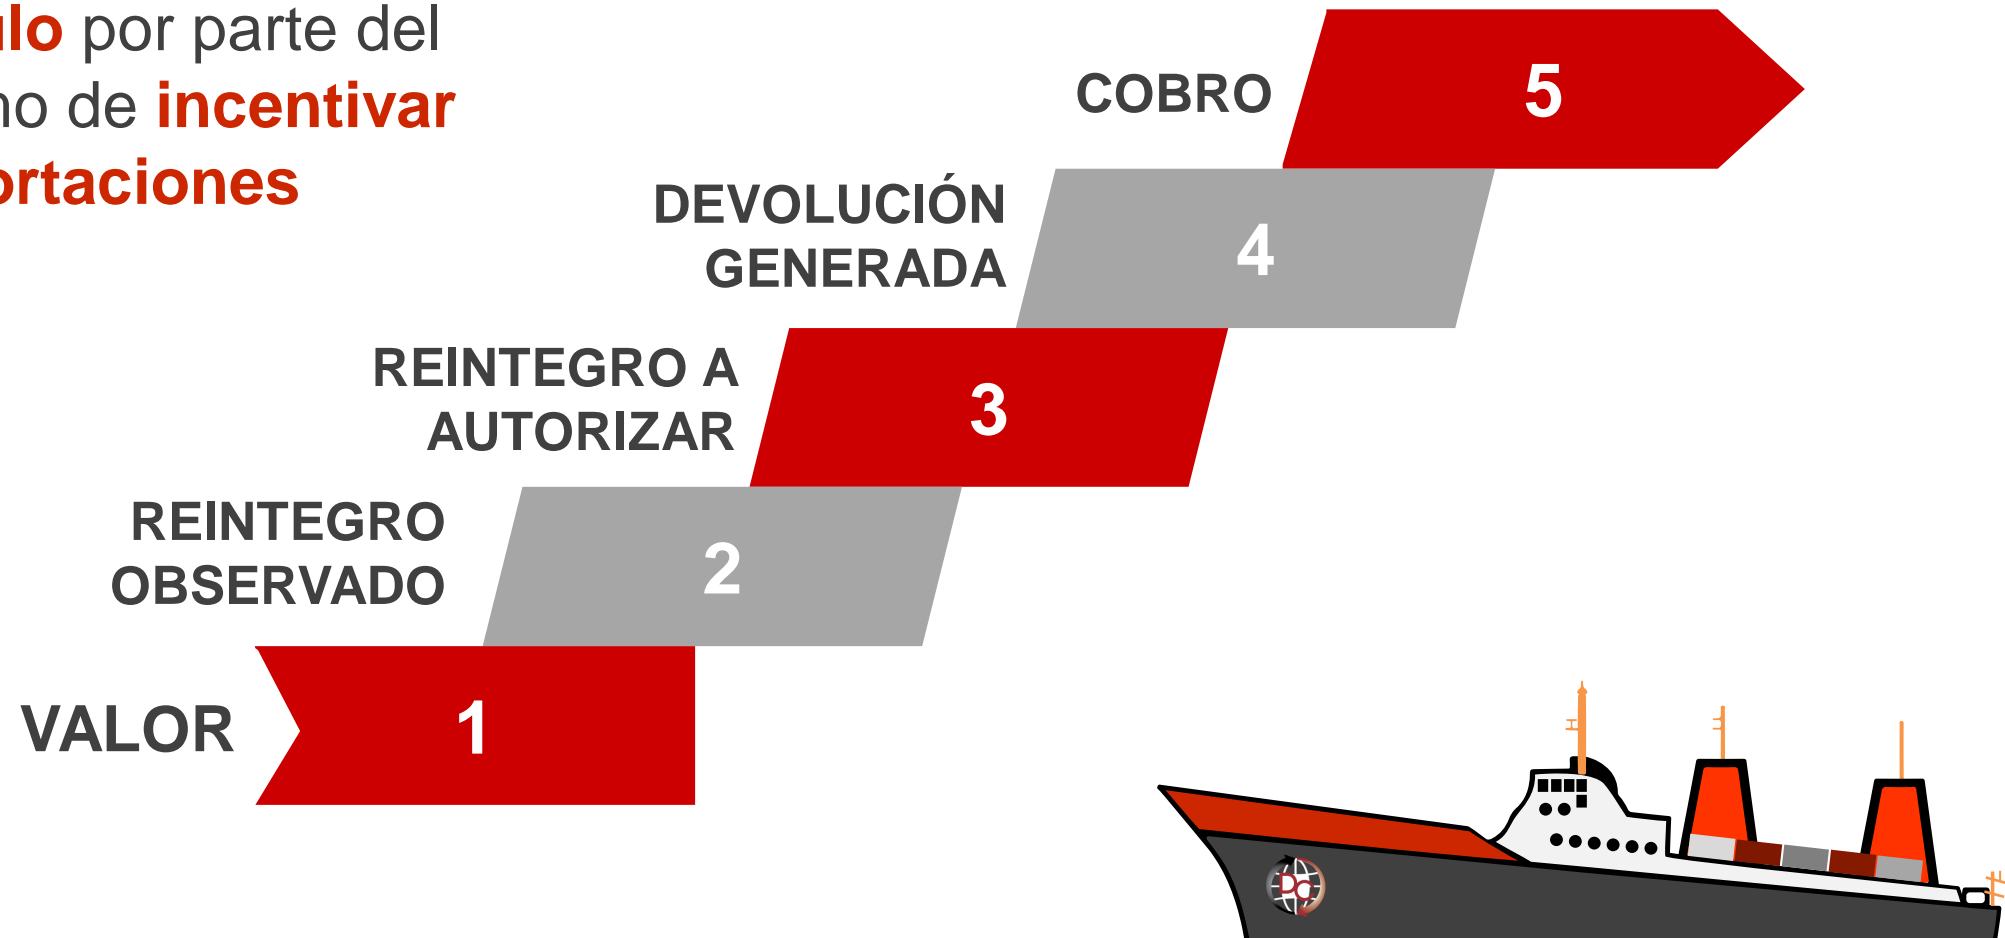 ulo por parte del
no de incentivar
ortaciones
COBRO
5
DEVOLUCIÓN
GENERADA
4
REINTEGRO A
AUTORIZAR
3
REINTEGRO
OBSERVADO
2
VALOR
1
DC